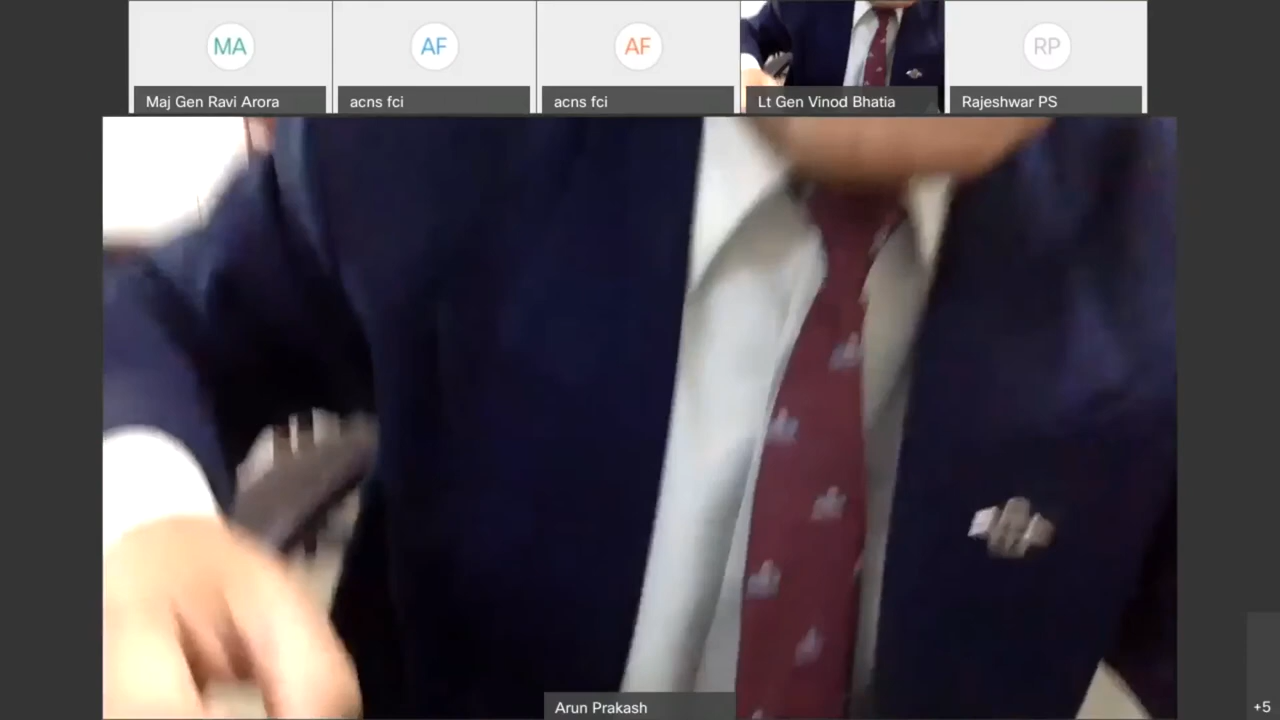 MA
Maj Gen Ravi Arora
AF
acns fci
AF
acns fci
Lt Gen Vinod Bhatia
RP
Rajeshwar PS
Arun Prakash
+5